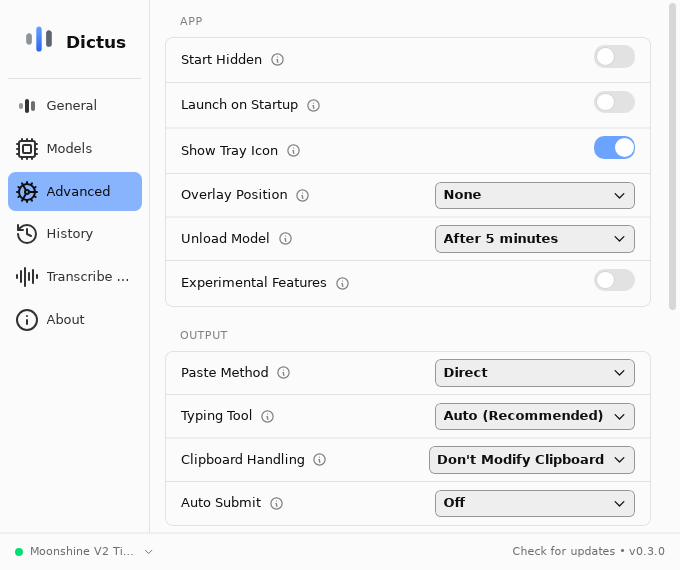 Dictus
General
Models
Advanced
History
Transcribe ...
About
APP
Start Hidden
Launch on Startup
Show Tray Icon
Overlay Position None
Unload Model After 5 minutes
Experimental Features
OUTPUT
Paste Method Direct
Typing Tool Auto (Recommended)
Clipboard Handling Don't Modify Clipboard
Auto Submit Off
Moonshine V2 Ti... Check for updates • v0.3.0